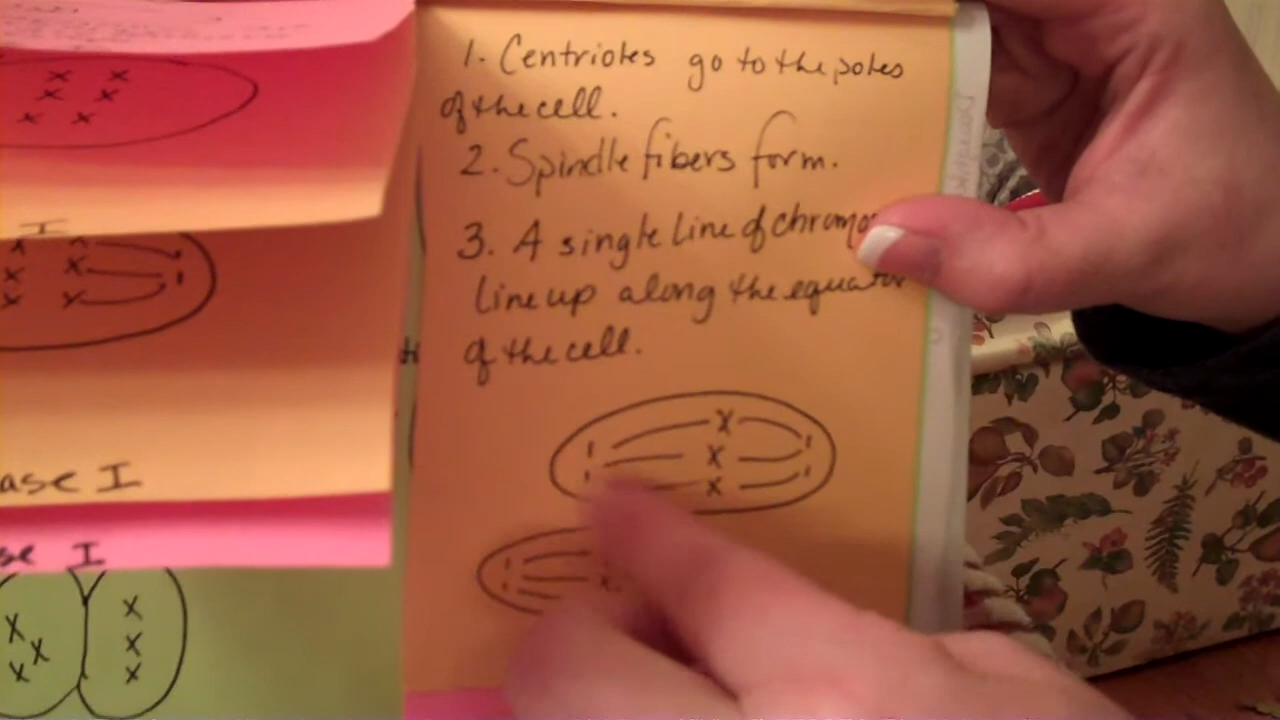 I
ase I
se I
1. Centrioles go to the poles
of the cell.
2. Spindle fibers form.
3. A single line of
line up along the equator
of the cell.